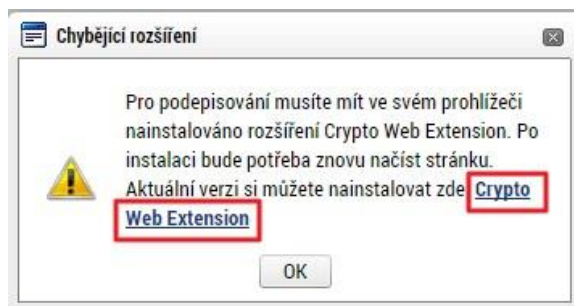 Chybějící rozšíření
Pro podepisování musíte mít ve svém prohlížeči
nainstalováno rozšíření Crypto Web Extension. Po
instalaci bude potřeba znovu načíst stránku.
Aktuální verzi si můžete nainstalovat zde Crypto
Web Extension
OK